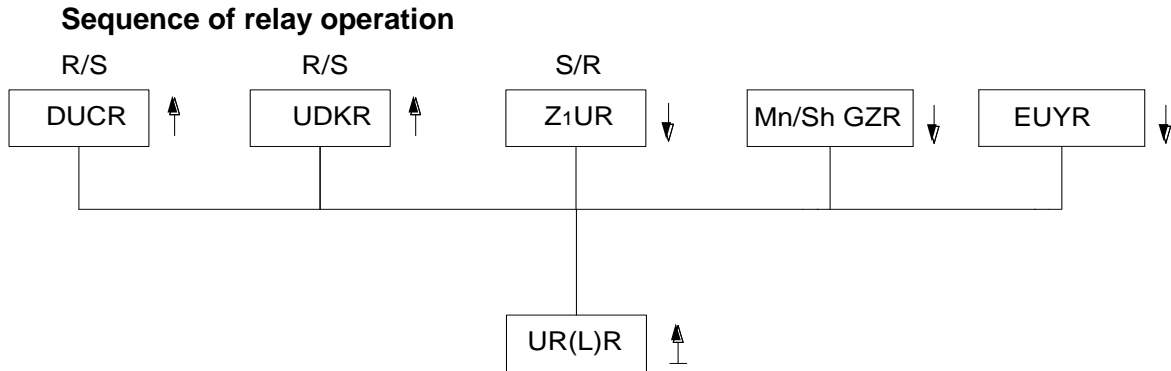 Sequence of relay operation
R/S R/S S/R
DUCR UDKR Z1UR Mn/Sh GZR EUYR
UR(L)R